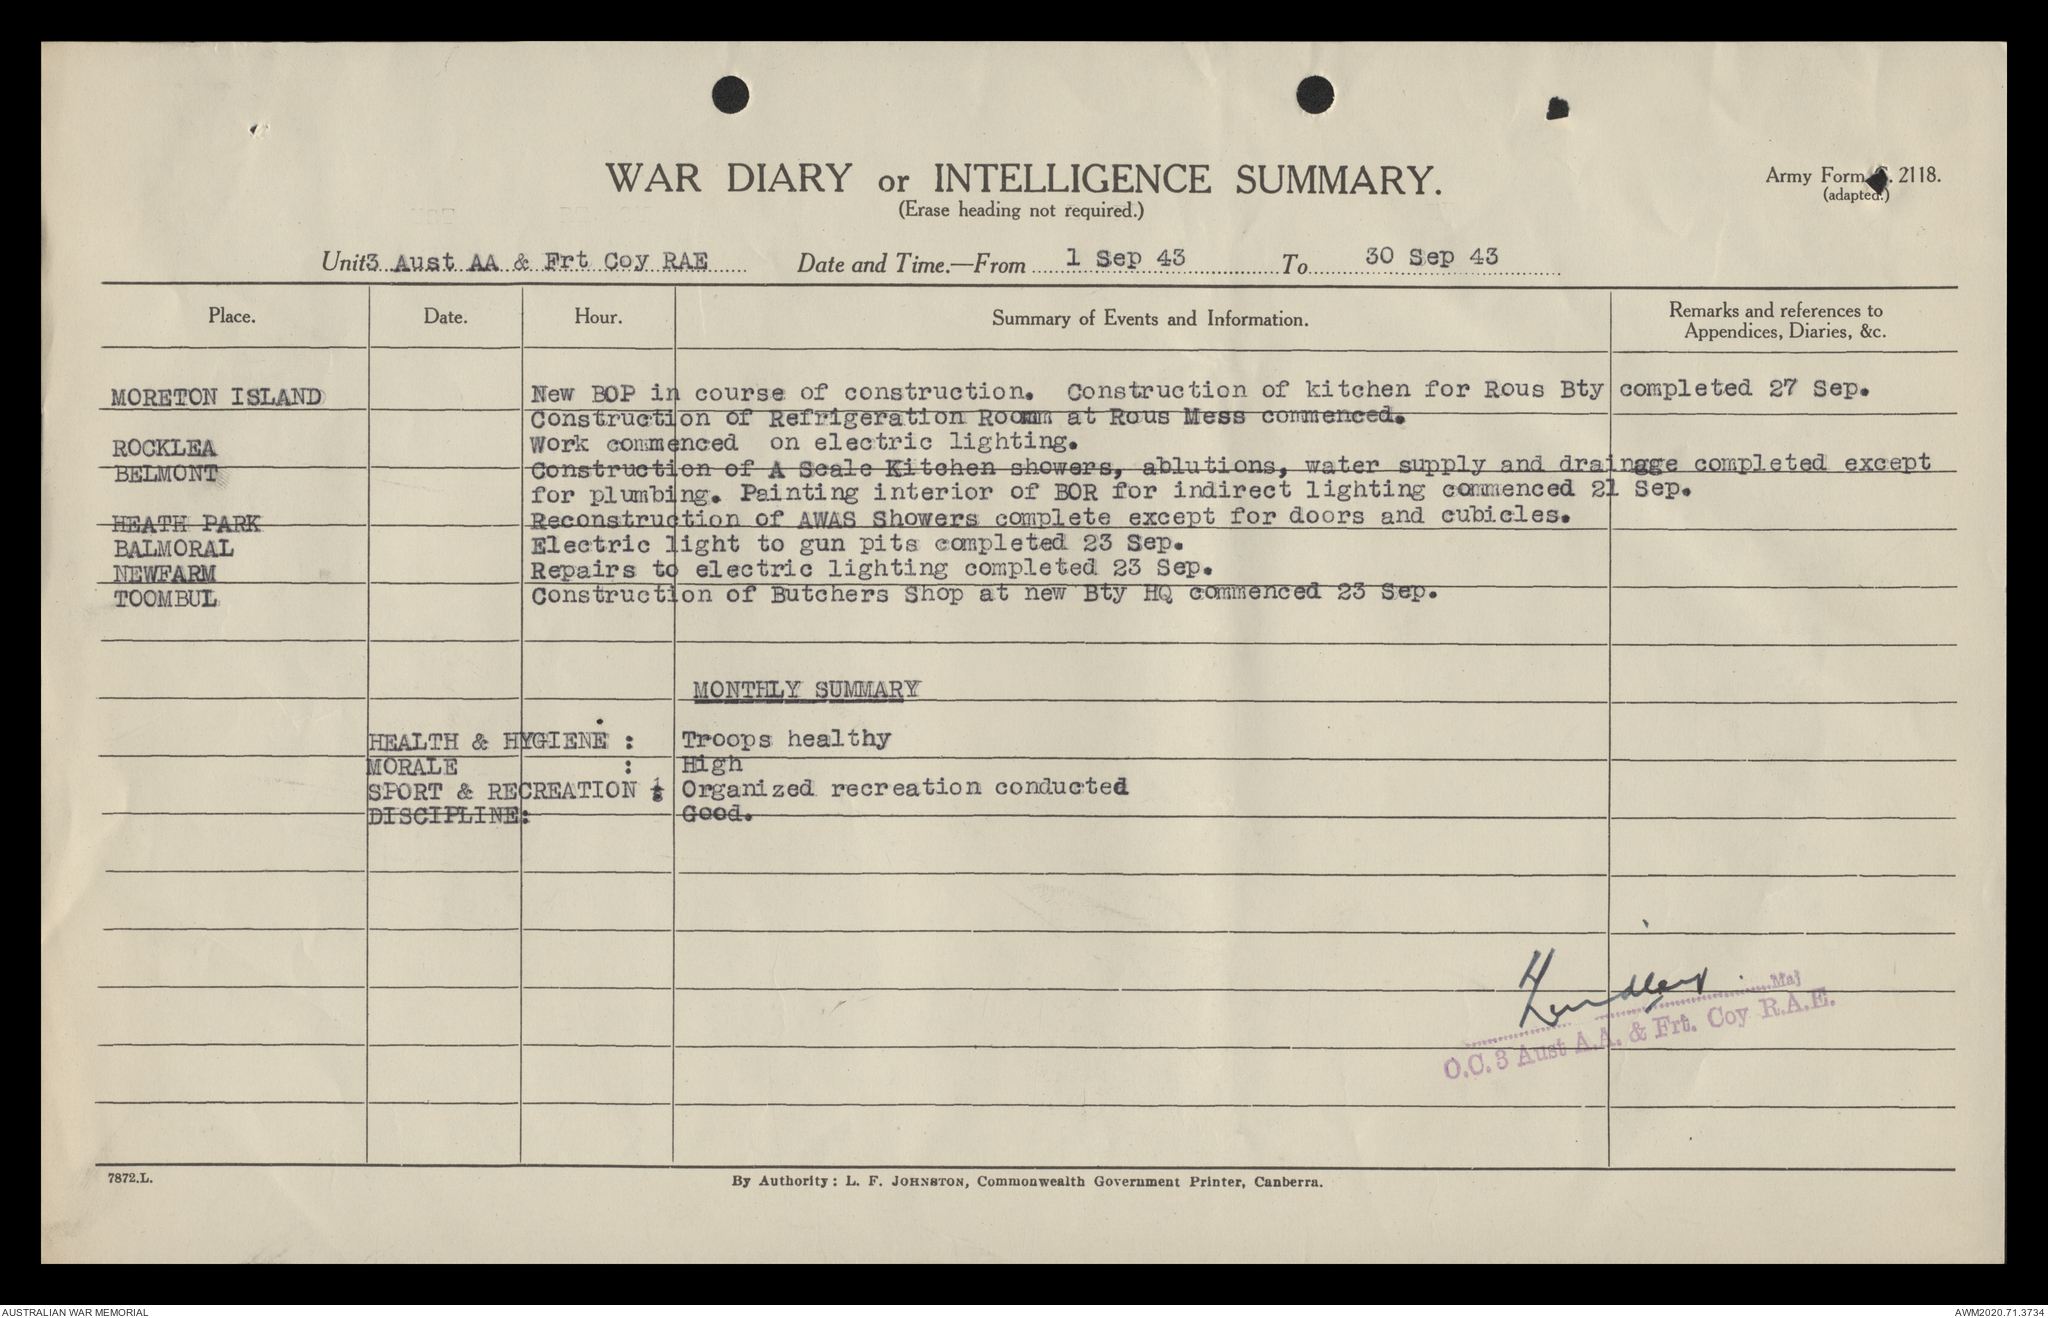 WAR DIARY or INTELLIGENCE SUMMARY.
(Erase heading not required.)
Army Form C. 2118.
(adapted.)
Unit 3 Aust AA & Frt Coy RAE Date and Time.—From 1 Sep 43 To 30 Sep 43
Place. Date. Hour. Summary of Events and Information. Remarks and references to Appendices, Diaries, &c.
MORETON ISLAND New BOP in course of construction. Construction of kitchen for Rous Bty completed 27 Sep.
Construction of Refrigeration Roomm at Rous Mess commenced.
ROCKLEA Work commenced on electric lighting.
BELMONT Construction of A Scale Kitchen showers, ablutions, water supply and drainage completed except
for plumbing. Painting interior of BOR for indirect lighting commenced 21 Sep.
HEATH PARK Reconstruction of AWAS Showers complete except for doors and cubicles.
BALMORAL Electric light to gun pits completed 23 Sep.
NEWFARM Repairs to electric lighting completed 23 Sep.
TOOMBUL Construction of Butchers Shop at new Bty HQ commenced 23 Sep.
MONTHLY SUMMARY
HEALTH & HYGIENE : Troops healthy
MORALE : High
SPORT & RECREATION : Organized recreation conducted
DISCIPLINE: Good.
Maj
O.C. 3 Aust A.A. & Frt. Coy R.A.E.
7872.L.
By Authority: L. F. JOHNSTON, Commonwealth Government Printer, Canberra.
AUSTRALIAN WAR MEMORIAL
AWM2020.71.3734